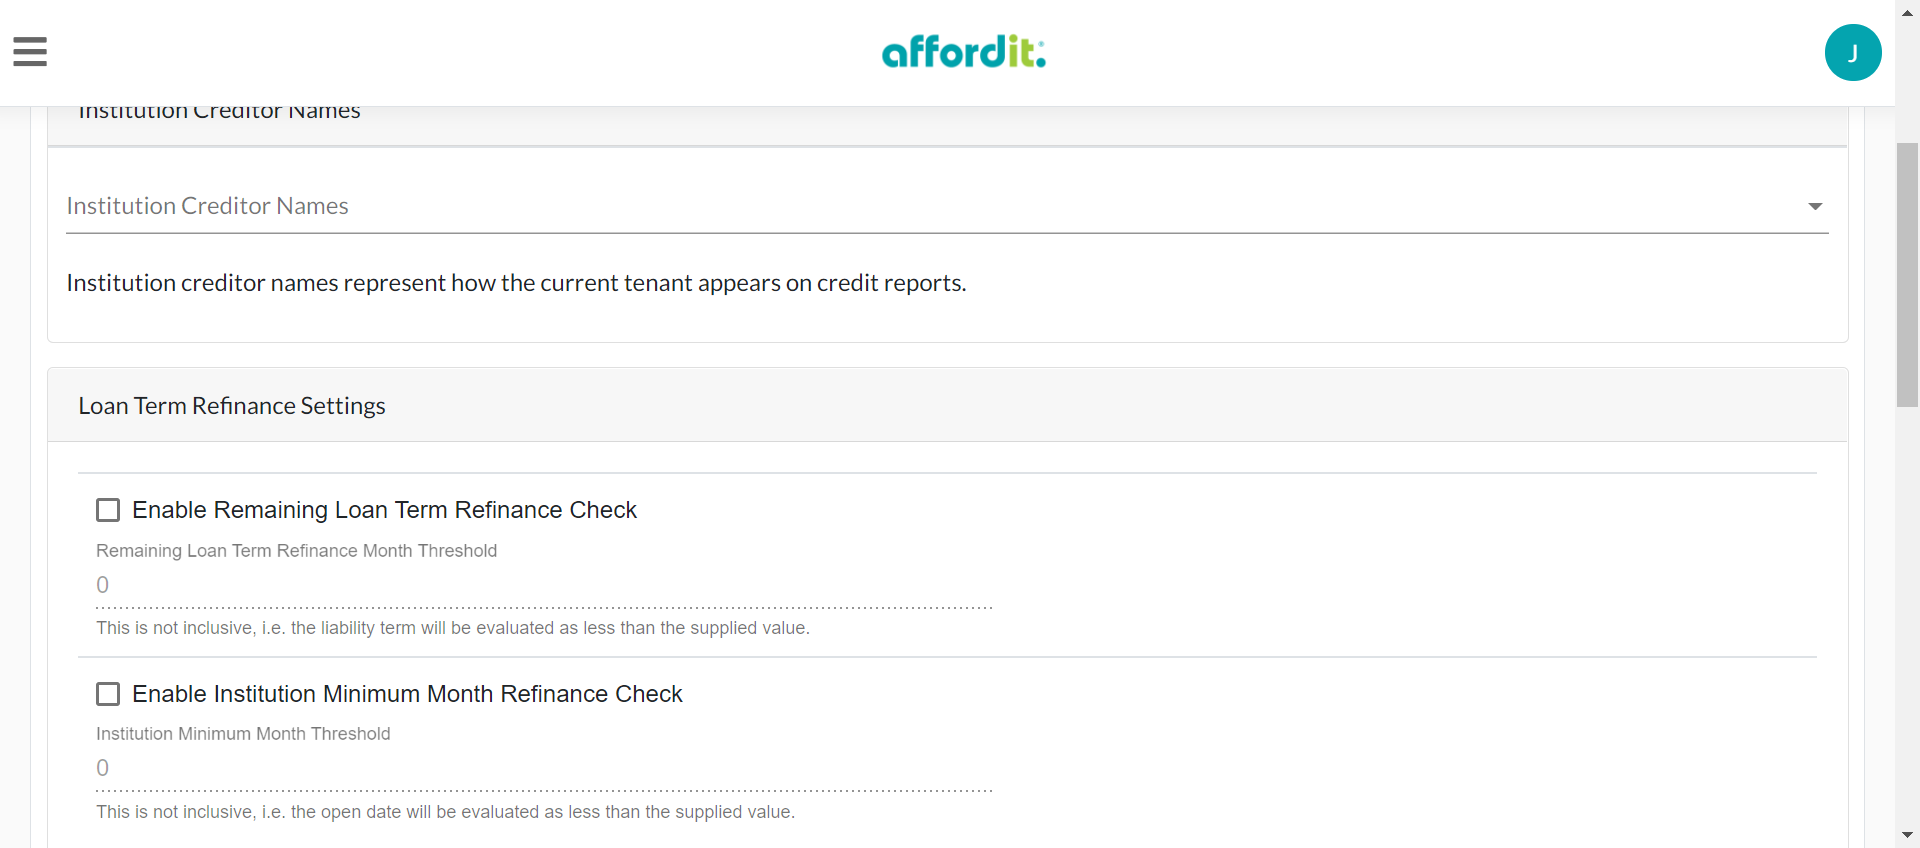 affordit:
J
Institution Creditor Names
Institution Creditor Names
Institution creditor names represent how the current tenant appears on credit reports.
Loan Term Refinance Settings
Enable Remaining Loan Term Refinance Check
Remaining Loan Term Refinance Month Threshold
0
This is not inclusive, i.e. the liability term will be evaluated as less than the supplied value.
Enable Institution Minimum Month Refinance Check
Institution Minimum Month Threshold
0
This is not inclusive, i.e. the open date will be evaluated as less than the supplied value.